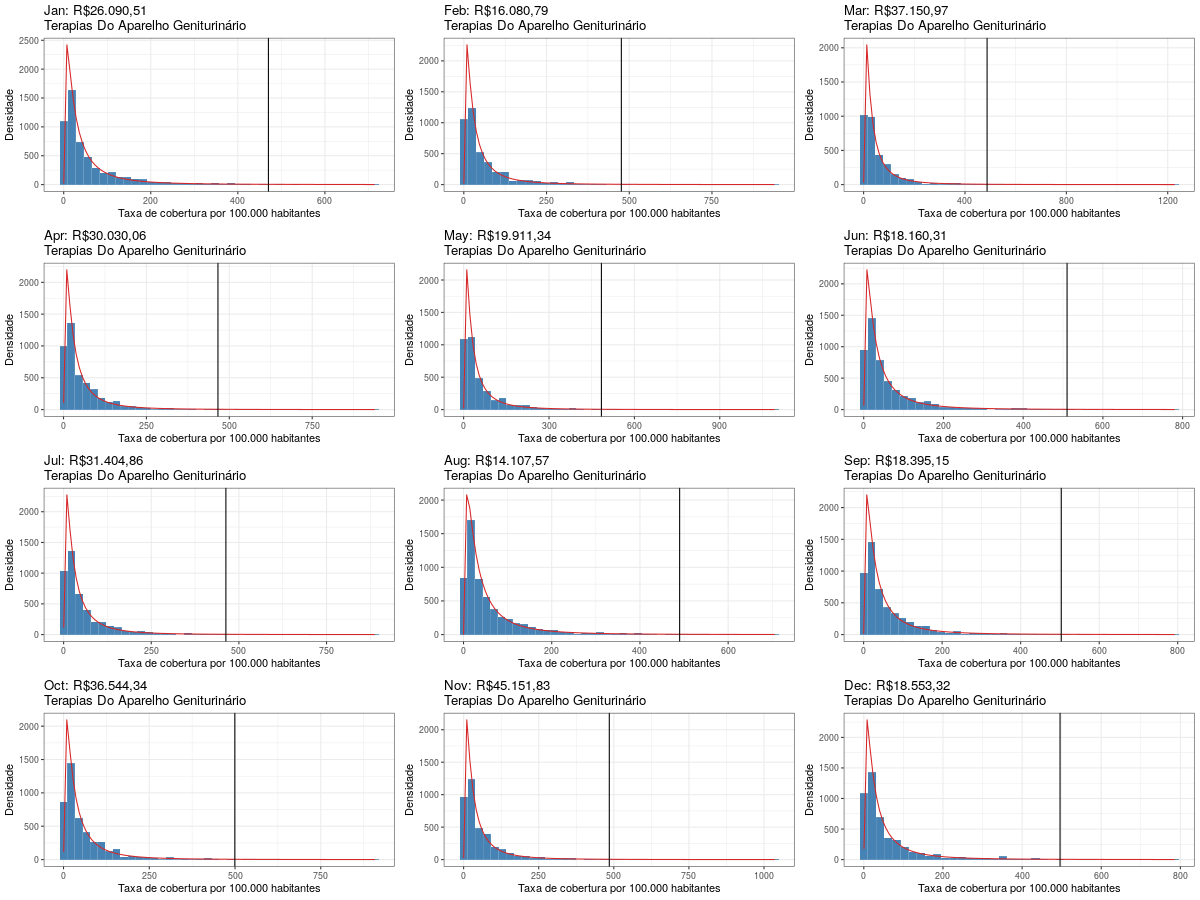 Jan: R$26.090,51
Terapias Do Aparelho Geniturinário
Densidade
2500
2000
1500
1000
500
0
0 200 400 600
Taxa de cobertura por 100.000 habitantes
Feb: R$16.080,79
Terapias Do Aparelho Geniturinário
Densidade
2000
1500
1000
500
0
0 250 500 750
Taxa de cobertura por 100.000 habitantes
Mar: R$37.150,97
Terapias Do Aparelho Geniturinário
Densidade
2000
1500
1000
500
0
0 400 800 1200
Taxa de cobertura por 100.000 habitantes
Apr: R$30.030,06
Terapias Do Aparelho Geniturinário
Densidade
2000
1500
1000
500
0
0 250 500 750
Taxa de cobertura por 100.000 habitantes
May: R$19.911,34
Terapias Do Aparelho Geniturinário
Densidade
2000
1500
1000
500
0
0 300 600 900
Taxa de cobertura por 100.000 habitantes
Jun: R$18.160,31
Terapias Do Aparelho Geniturinário
Densidade
2000
1500
1000
500
0
0 200 400 600 800
Taxa de cobertura por 100.000 habitantes
Jul: R$31.404,86
Terapias Do Aparelho Geniturinário
Densidade
2000
1500
1000
500
0
0 250 500 750
Taxa de cobertura por 100.000 habitantes
Aug: R$14.107,57
Terapias Do Aparelho Geniturinário
Densidade
2000
1500
1000
500
0
0 200 400 600
Taxa de cobertura por 100.000 habitantes
Sep: R$18.395,15
Terapias Do Aparelho Geniturinário
Densidade
2000
1500
1000
500
0
0 200 400 600 800
Taxa de cobertura por 100.000 habitantes
Oct: R$36.544,34
Terapias Do Aparelho Geniturinário
Densidade
2000
1500
1000
500
0
0 250 500 750
Taxa de cobertura por 100.000 habitantes
Nov: R$45.151,83
Terapias Do Aparelho Geniturinário
Densidade
2000
1500
1000
500
0
0 250 500 750 1000
Taxa de cobertura por 100.000 habitantes
Dec: R$18.553,32
Terapias Do Aparelho Geniturinário
Densidade
2000
1500
1000
500
0
0 200 400 600 800
Taxa de cobertura por 100.000 habitantes